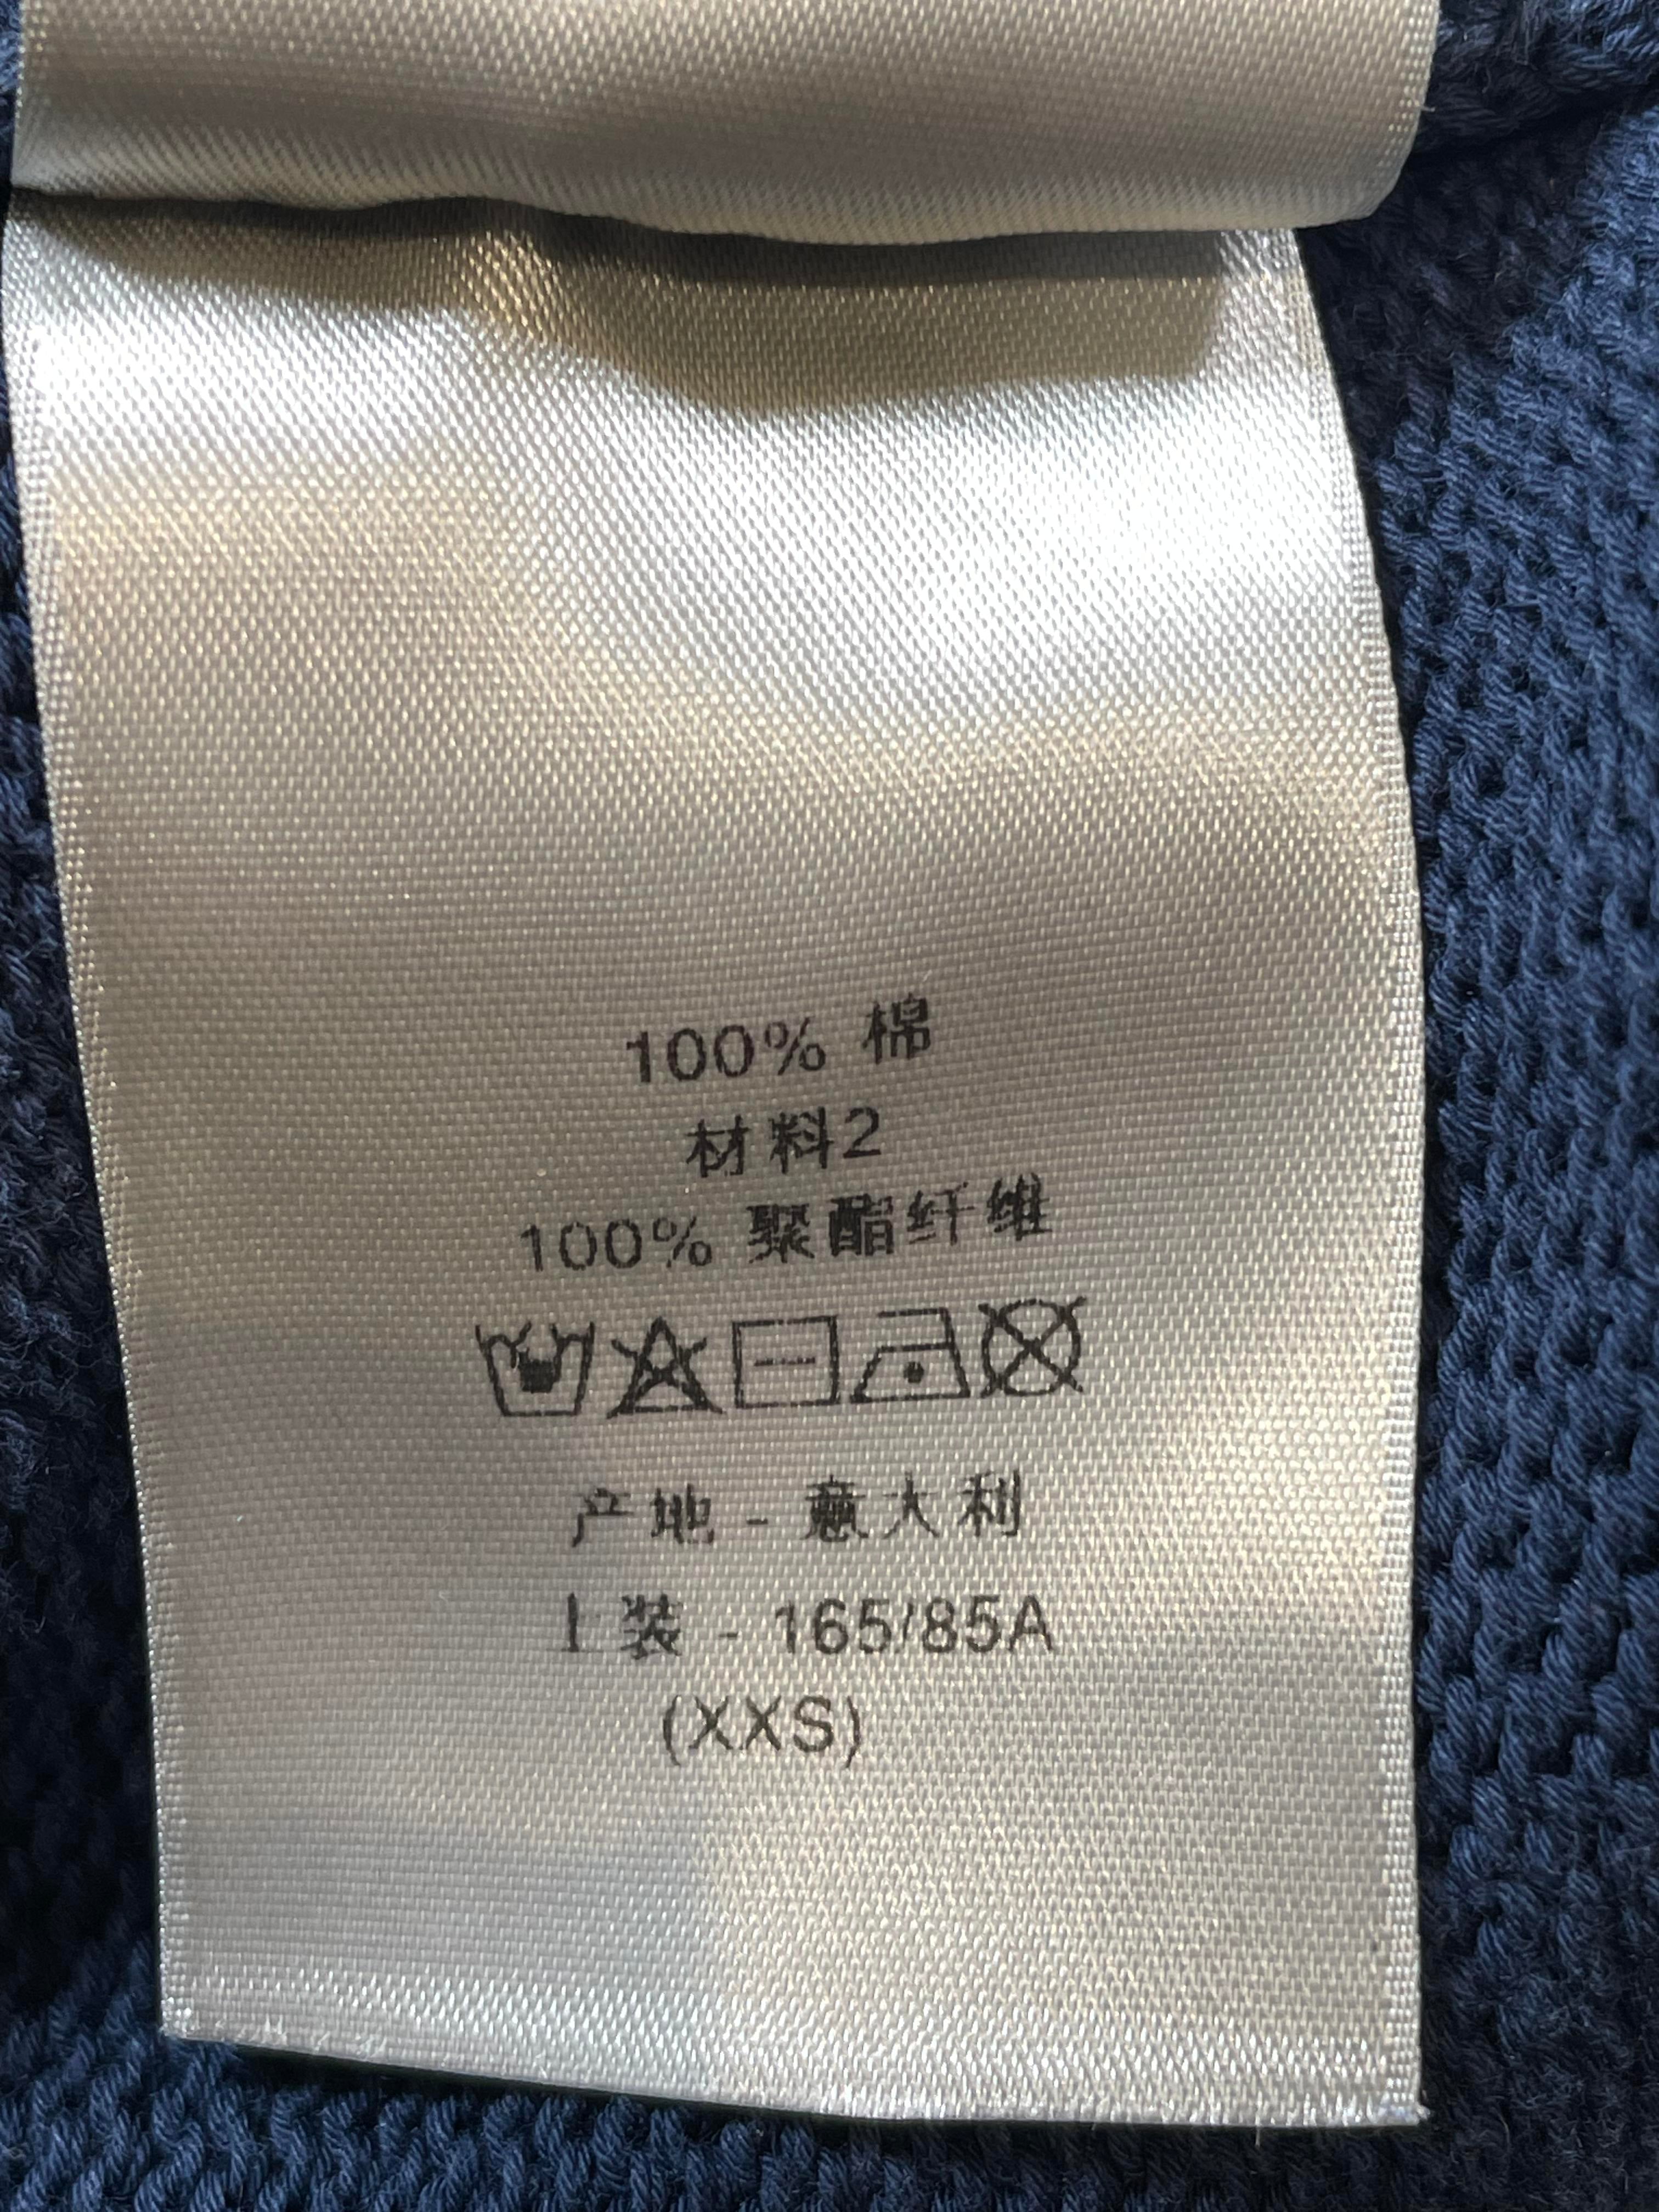 100% 棉
材料2
100% 聚酯纤维
产地 - 意大利
上装 - 165/85A
(XXS)